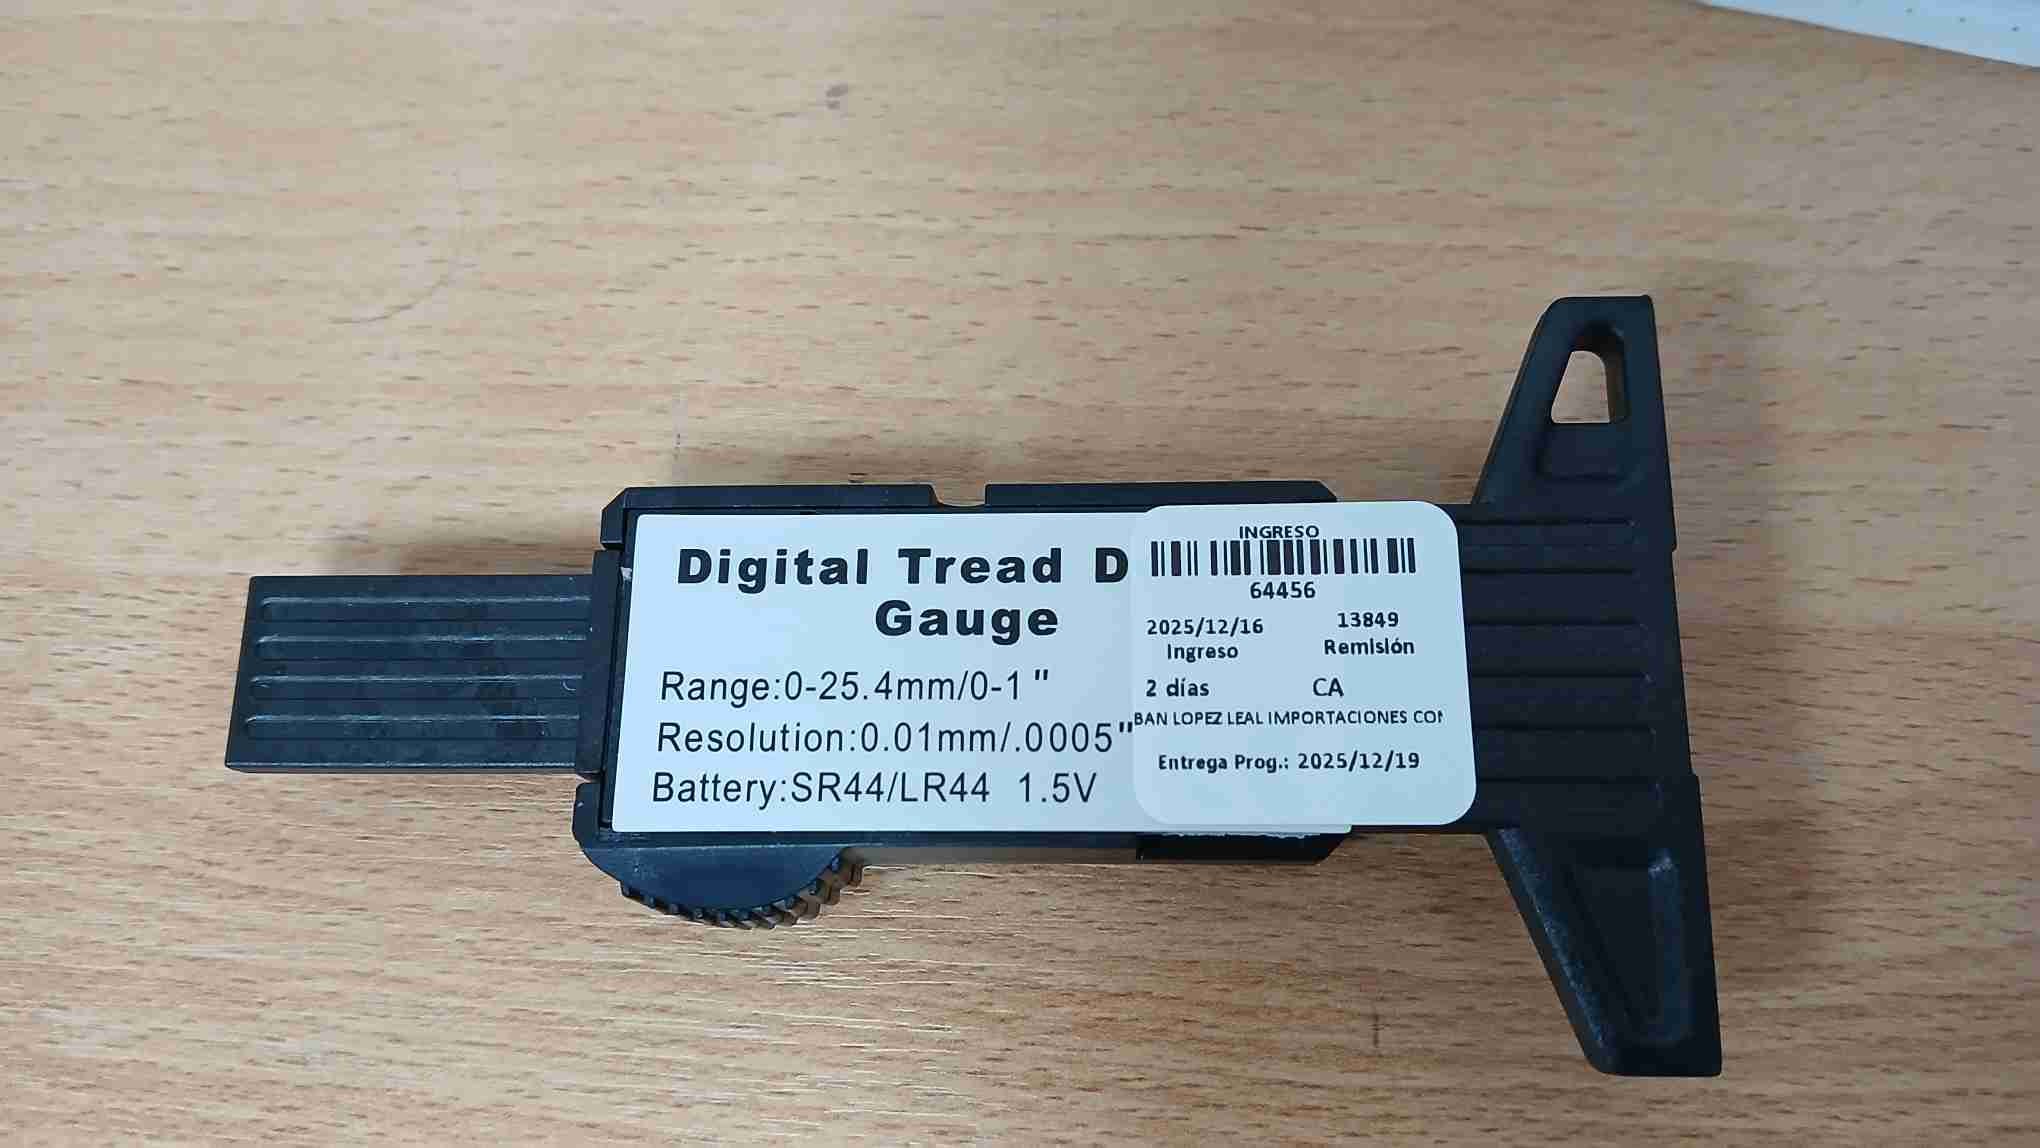 Digital Tread D
Gauge
Range:0-25.4mm/0-1"
Resolution:0.01mm/.0005"
Battery:SR44/LR44 1.5V
INGRESO
64456
2025/12/16 13849
Ingreso Remisión
2 días CA
BAN LOPEZ LEAL IMPORTACIONES
Entrega Prog.: 2025/12/19